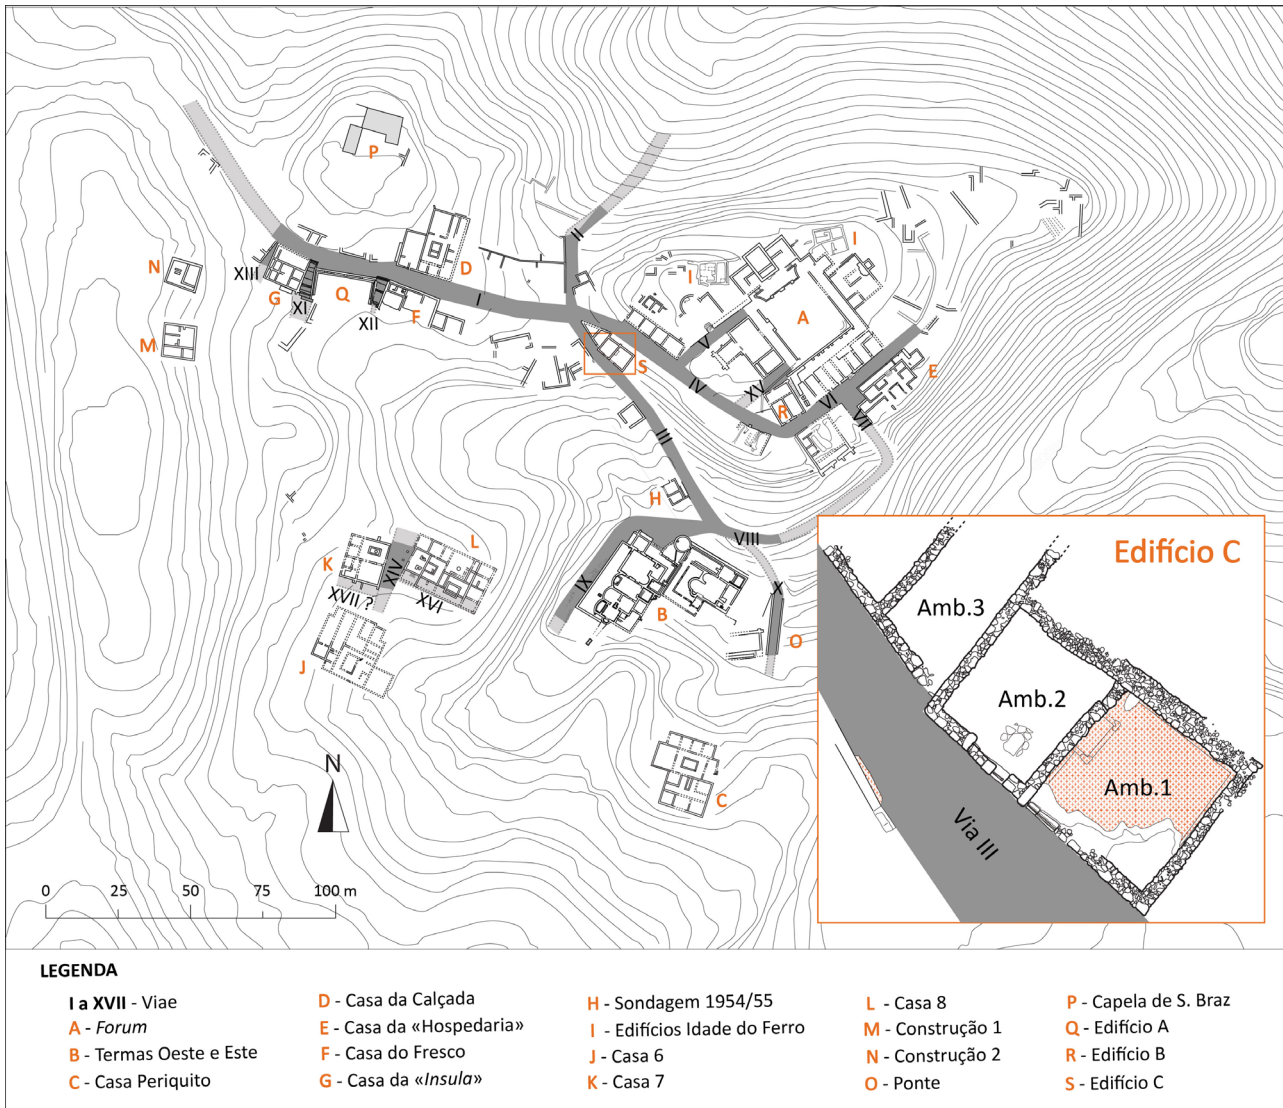 P
II
I
I
N
XIII
D
G
XI
Q
XII
F
I
A
V
M
S
IV
XV
R
VI
E
VII
III
H
VIII
Edifício C
L
K
XIV
XVII ?
XVI
IX
X
B
O
J
Amb.3
Amb.2
Amb.1
Via III
N
C
0 25 50 75 100 m
LEGENDA
I a XVII - Viae
A - Forum
B - Termas Oeste e Este
C - Casa Periquito
D - Casa da Calçada
E - Casa da «Hospedaria»
F - Casa do Fresco
G - Casa da «Insula»
H - Sondagem 1954/55
I - Edifícios Idade do Ferro
J - Casa 6
K - Casa 7
L - Casa 8
M - Construção 1
N - Construção 2
O - Ponte
P - Capela de S. Braz
Q - Edifício A
R - Edifício B
S - Edifício C